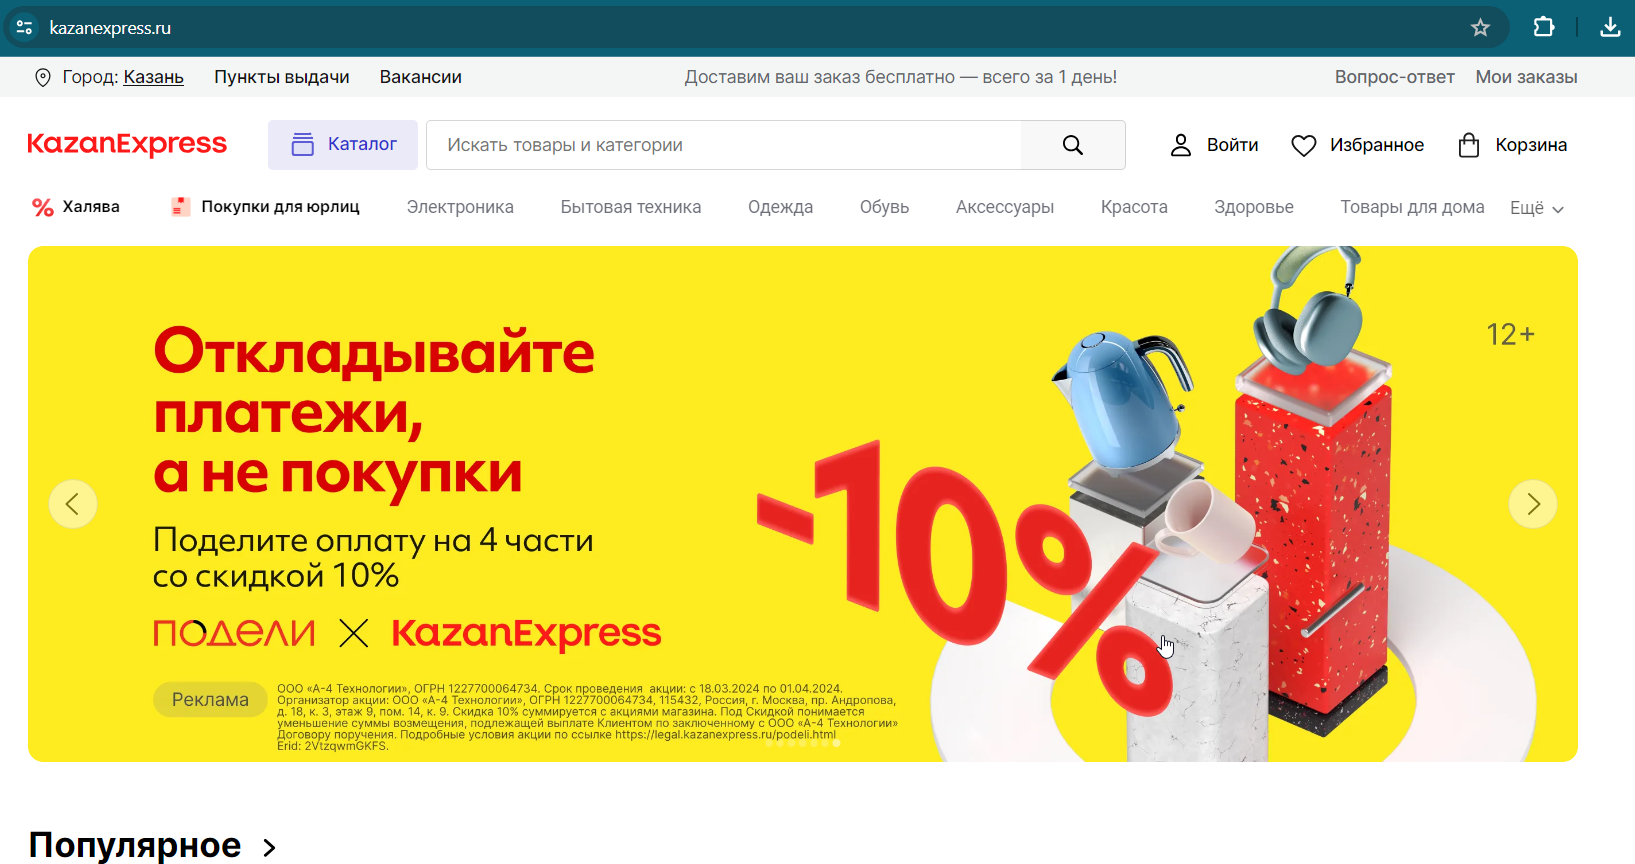 kazanexpress.ru
Город: Казань Пункты выдачи Вакансии Доставим ваш заказ бесплатно — всего за 1 день! Вопрос-ответ Мои заказы
KazanExpress Каталог Искать товары и категории Войти Избранное Корзина
% Халява Покупки для юрлиц Электроника Бытовая техника Одежда Обувь Аксессуары Красота Здоровье Товары для дома Ещё
12+
Откладывайте
платежи,
а не покупки
Поделите оплату на 4 части
со скидкой 10%
-10%
ПОДЕЛИ X KazanExpress
Реклама
ООО «А-4 Технологии», ОГРН 1227700064734. Срок проведения акции: с 18.03.2024 по 01.04.2024.
Организатор акции: ООО «А-4 Технологии», ОГРН 1227700064734, 115432, Россия, г. Москва, пр. Андропова,
д. 18, к. 3, этаж 9, пом. 14, к. 9. Скидка 10% суммируется с акциями магазина. Под Скидкой понимается
уменьшение суммы возмещения, подлежащей выплате Клиентом по заключенному с ООО «А-4 Технологии»
Договору поручения. Подробные условия акции по ссылке https://legal.kazanexpress.ru/podeli.html
Erid: 2VtzqwmGKFS.
Популярное >